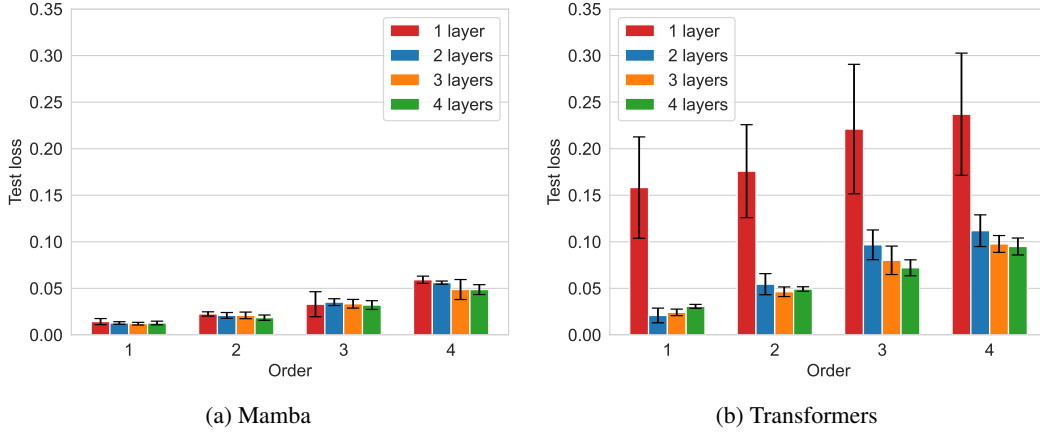 0.35
0.30
0.25
0.20
0.15
0.10
0.05
0.00
Test loss
1 layer
2 layers
3 layers
4 layers
1 2 3 4
Order
(a) Mamba
0.35
0.30
0.25
0.20
0.15
0.10
0.05
0.00
Test loss
1 layer
2 layers
3 layers
4 layers
1 2 3 4
Order
(b) Transformers